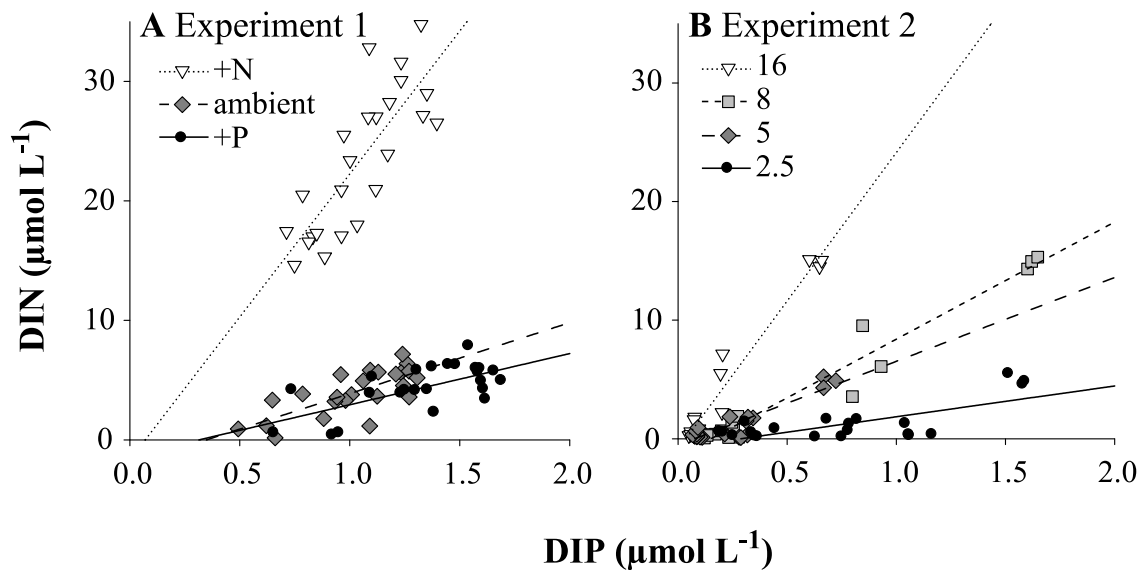 A Experiment 1
+N
ambient
+P
B Experiment 2
16
8
5
2.5
DIN (μmol L⁻¹)
30
20
10
0
0.0 0.5 1.0 1.5 2.0
30
20
10
0
0.0 0.5 1.0 1.5 2.0
DIP (μmol L⁻¹)